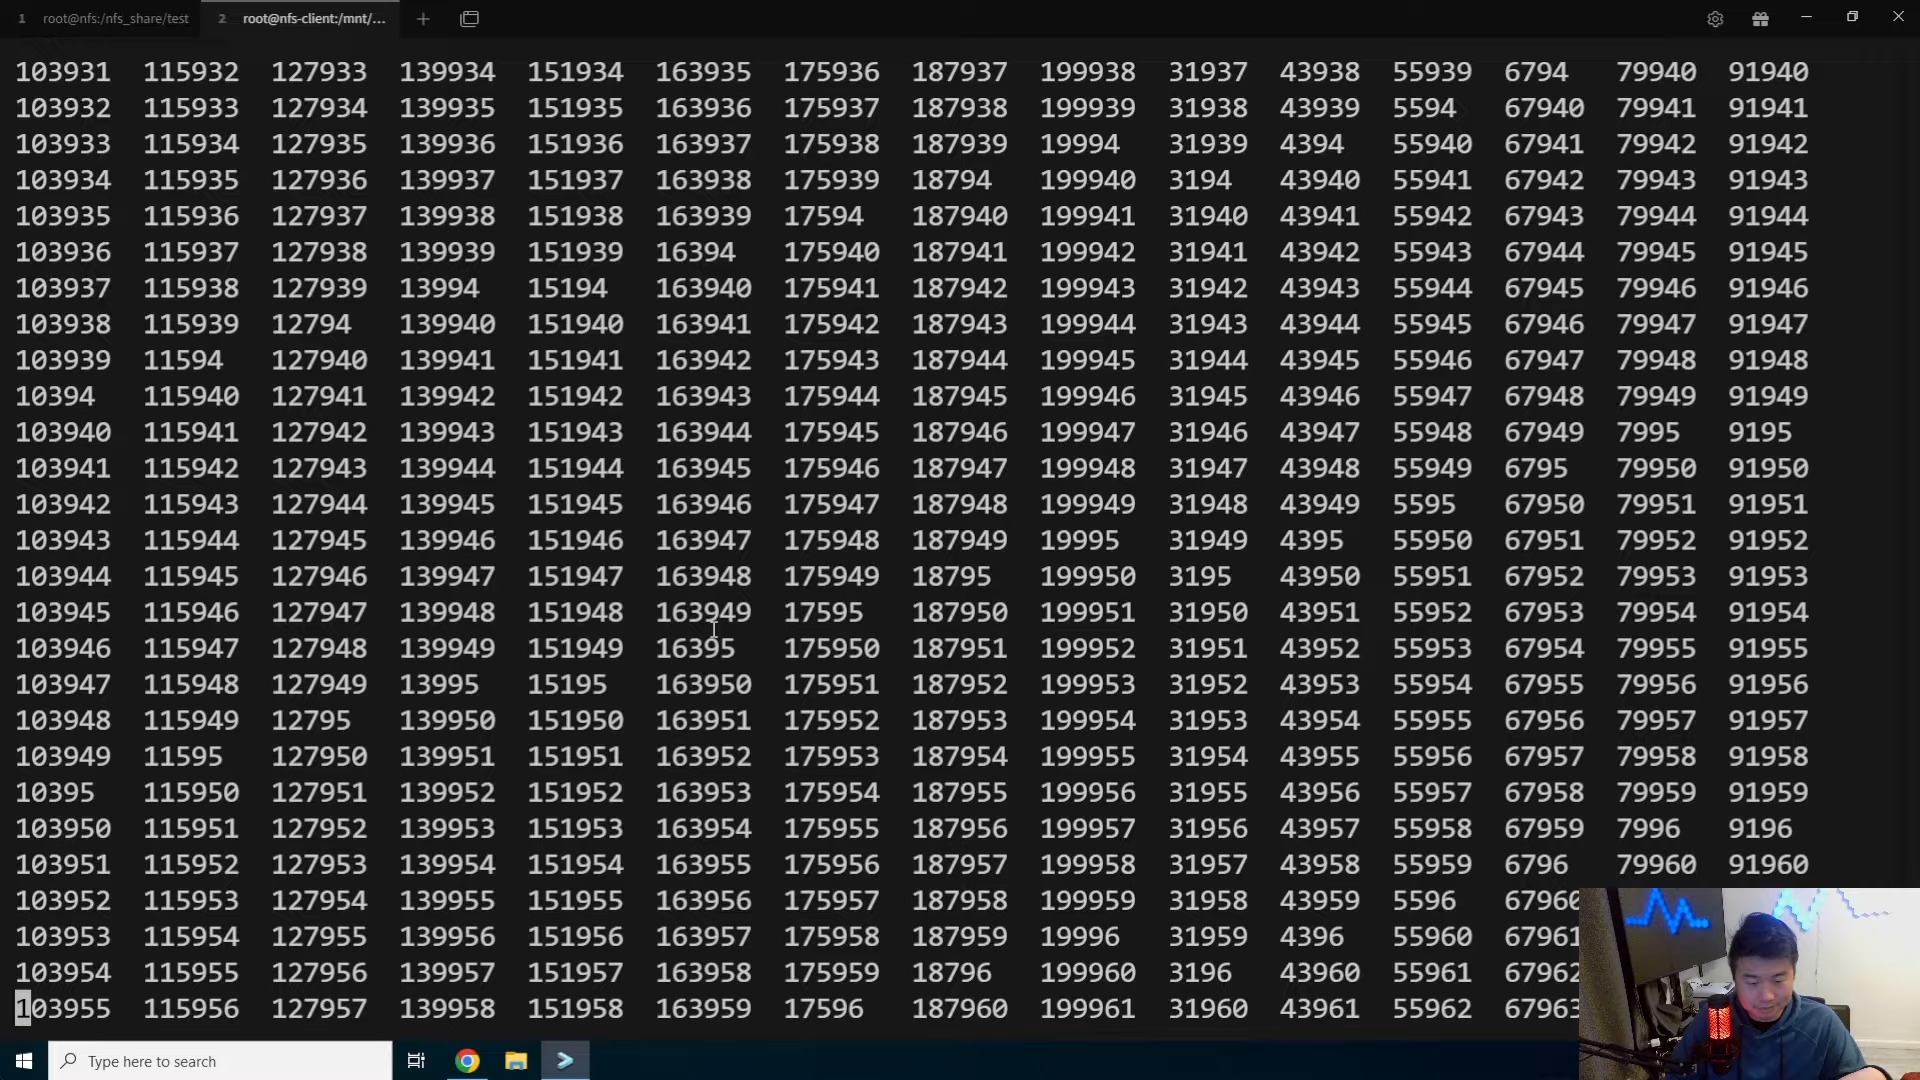 1 root@nfs:/nfs_share/test 2 root@nfs-client:/mnt/...
103931 115932 127933 139934 151934 163935 175936 187937 199938 31937 43938 55939 6794 79940 91940
103932 115933 127934 139935 151935 163936 175937 187938 199939 31938 43939 5594 67940 79941 91941
103933 115934 127935 139936 151936 163937 175938 187939 19994 31939 4394 55940 67941 79942 91942
103934 115935 127936 139937 151937 163938 175939 18794 199940 3194 43940 55941 67942 79943 91943
103935 115936 127937 139938 151938 163939 17594 187940 199941 31940 43941 55942 67943 79944 91944
103936 115937 127938 139939 151939 16394 175940 187941 199942 31941 43942 55943 67944 79945 91945
103937 115938 127939 13994 15194 163940 175941 187942 199943 31942 43943 55944 67945 79946 91946
103938 115939 12794 139940 151940 163941 175942 187943 199944 31943 43944 55945 67946 79947 91947
103939 11594 127940 139941 151941 163942 175943 187944 199945 31944 43945 55946 67947 79948 91948
10394 115940 127941 139942 151942 163943 175944 187945 199946 31945 43946 55947 67948 79949 91949
103940 115941 127942 139943 151943 163944 175945 187946 199947 31946 43947 55948 67949 7995 9195
103941 115942 127943 139944 151944 163945 175946 187947 199948 31947 43948 55949 6795 79950 91950
103942 115943 127944 139945 151945 163946 175947 187948 199949 31948 43949 5595 67950 79951 91951
103943 115944 127945 139946 151946 163947 175948 187949 19995 31949 4395 55950 67951 79952 91952
103944 115945 127946 139947 151947 163948 175949 18795 199950 3195 43950 55951 67952 79953 91953
103945 115946 127947 139948 151948 163949 17595 187950 199951 31950 43951 55952 67953 79954 91954
103946 115947 127948 139949 151949 16395 175950 187951 199952 31951 43952 55953 67954 79955 91955
103947 115948 127949 13995 15195 163950 175951 187952 199953 31952 43953 55954 67955 79956 91956
103948 115949 12795 139950 151950 163951 175952 187953 199954 31953 43954 55955 67956 79957 91957
103949 11595 127950 139951 151951 163952 175953 187954 199955 31954 43955 55956 67957 79958 91958
10395 115950 127951 139952 151952 163953 175954 187955 199956 31955 43956 55957 67958 79959 91959
103950 115951 127952 139953 151953 163954 175955 187956 199957 31956 43957 55958 67959 7996 9196
103951 115952 127953 139954 151954 163955 175956 187957 199958 31957 43958 55959 6796 79960 91960
103952 115953 127954 139955 151955 163956 175957 187958 199959 31958 43959 5596 67960
103953 115954 127955 139956 151956 163957 175958 187959 19996 31959 4396 55960 67961
103954 115955 127956 139957 151957 163958 175959 18796 199960 3196 43960 55961 67962
103955 115956 127957 139958 151958 163959 17596 187960 199961 31960 43961 55962 67963
Type here to search